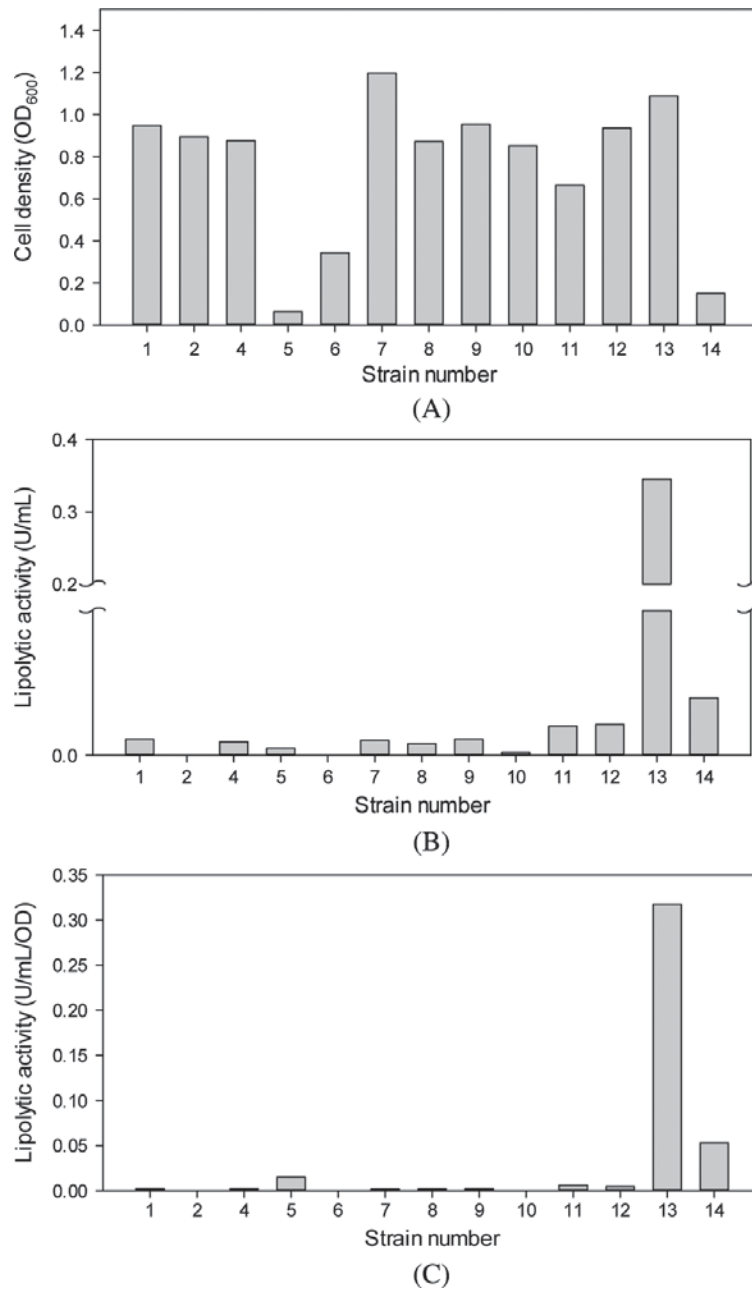 1.4
1.2
1.0
0.8
0.6
0.4
0.2
0.0
Cell density (OD600)
1 2 4 5 6 7 8 9 10 11 12 13 14
Strain number
(A)
0.4
0.3
0.2
0.0
Lipolytic activity (U/mL)
1 2 4 5 6 7 8 9 10 11 12 13 14
Strain number
(B)
0.35
0.30
0.25
0.20
0.15
0.10
0.05
0.00
Lipolytic activity (U/mL/OD)
1 2 4 5 6 7 8 9 10 11 12 13 14
Strain number
(C)